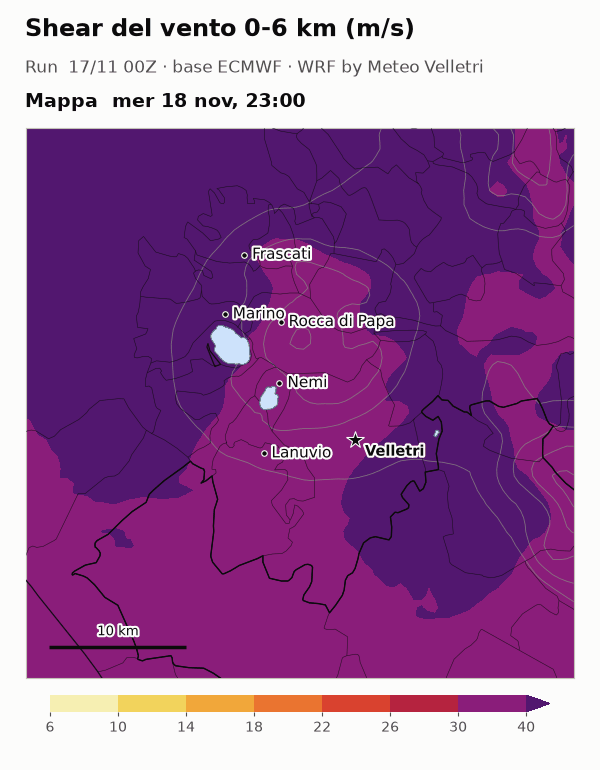 Shear del vento 0-6 km (m/s)
Run  17/11 00Z · base ECMWF · WRF by Meteo Velletri
Mappa  mer 18 nov, 23:00
Frascati
Marino
Rocca di Papa
Nemi
Velletri
Lanuvio
10 km
6 10 14 18 22 26 30 40